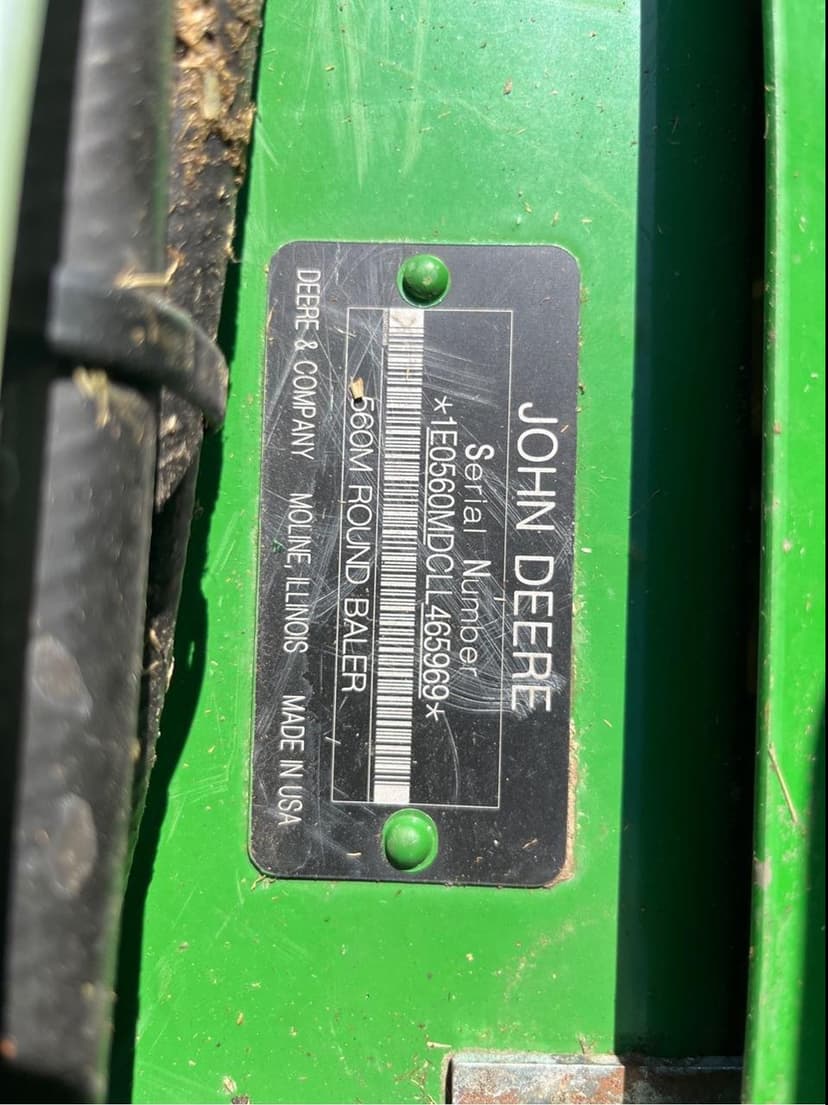 JOHN DEERE
Serial Number
*1E0560MDCLL465969*
560M ROUND BALER
DEERE & COMPANY MOLINE, ILLINOIS MADE IN USA